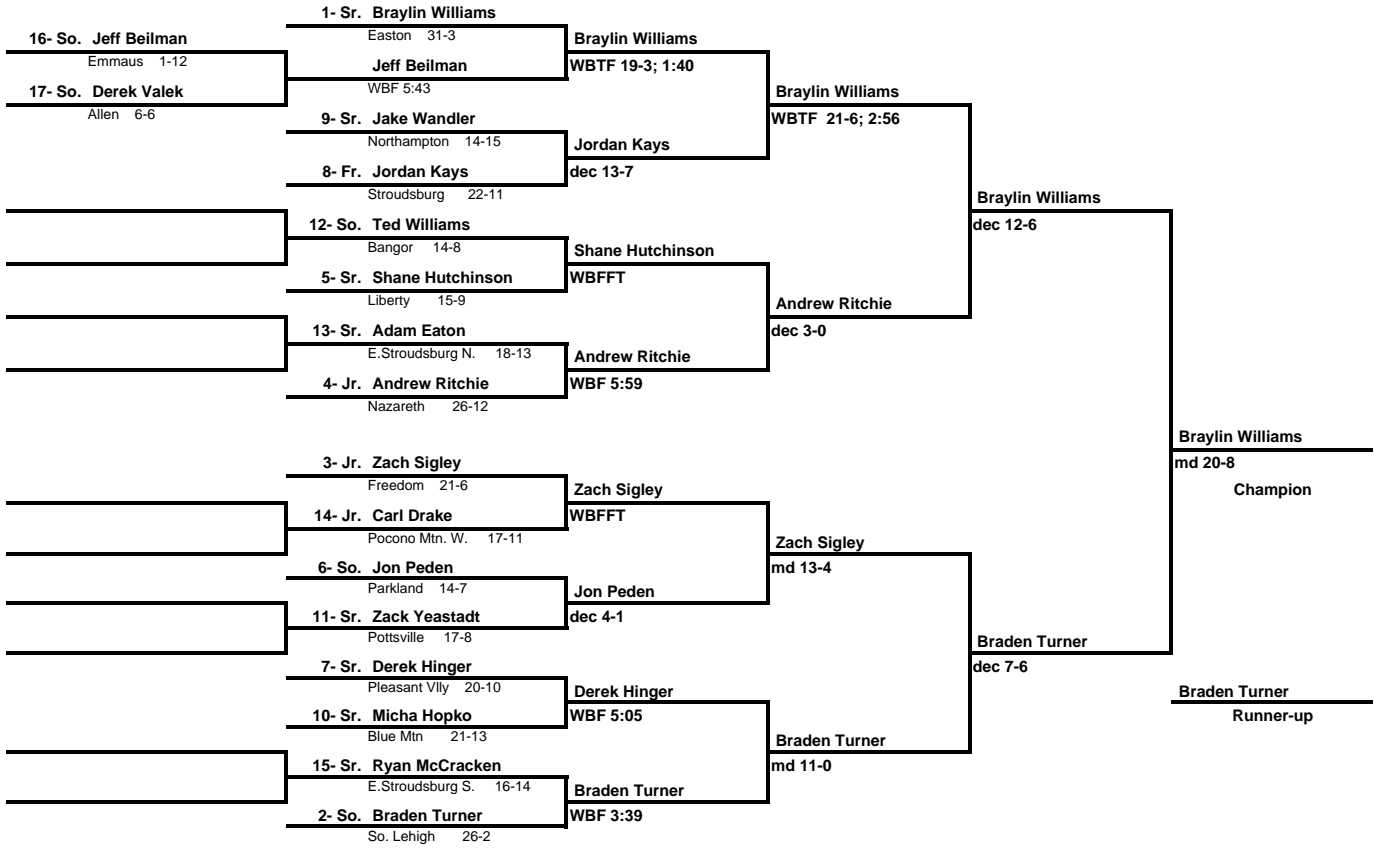 1- Sr. Braylin Williams
Easton 31-3
16- So. Jeff Beilman
Emmaus 1-12
Jeff Beilman
WBF 5:43
17- So. Derek Valek
Allen 6-6
9- Sr. Jake Wandler
Northampton 14-15
8- Fr. Jordan Kays
Stroudsburg 22-11
12- So. Ted Williams
Bangor 14-8
5- Sr. Shane Hutchinson
Liberty 15-9
13- Sr. Adam Eaton
E.Stroudsburg N. 18-13
4- Jr. Andrew Ritchie
Nazareth 26-12
3- Jr. Zach Sigley
Freedom 21-6
14- Jr. Carl Drake
Pocono Mtn. W. 17-11
6- So. Jon Peden
Parkland 14-7
11- Sr. Zack Yeastadt
Pottsville 17-8
7- Sr. Derek Hinger
Pleasant Vlly 20-10
10- Sr. Micha Hopko
Blue Mtn 21-13
15- Sr. Ryan McCracken
E.Stroudsburg S. 16-14
2- So. Braden Turner
So. Lehigh 26-2
Braylin Williams
WBTF 19-3; 1:40
Jordan Kays
dec 13-7
Shane Hutchinson
WBFFT
Andrew Ritchie
WBF 5:59
Zach Sigley
WBFFT
Jon Peden
dec 4-1
Derek Hinger
WBF 5:05
Braden Turner
WBF 3:39
Braylin Williams
WBTF 21-6; 2:56
Andrew Ritchie
dec 3-0
Zach Sigley
md 13-4
Braden Turner
md 11-0
Braylin Williams
dec 12-6
Braden Turner
dec 7-6
Braylin Williams
md 20-8
Champion
Braden Turner
Runner-up